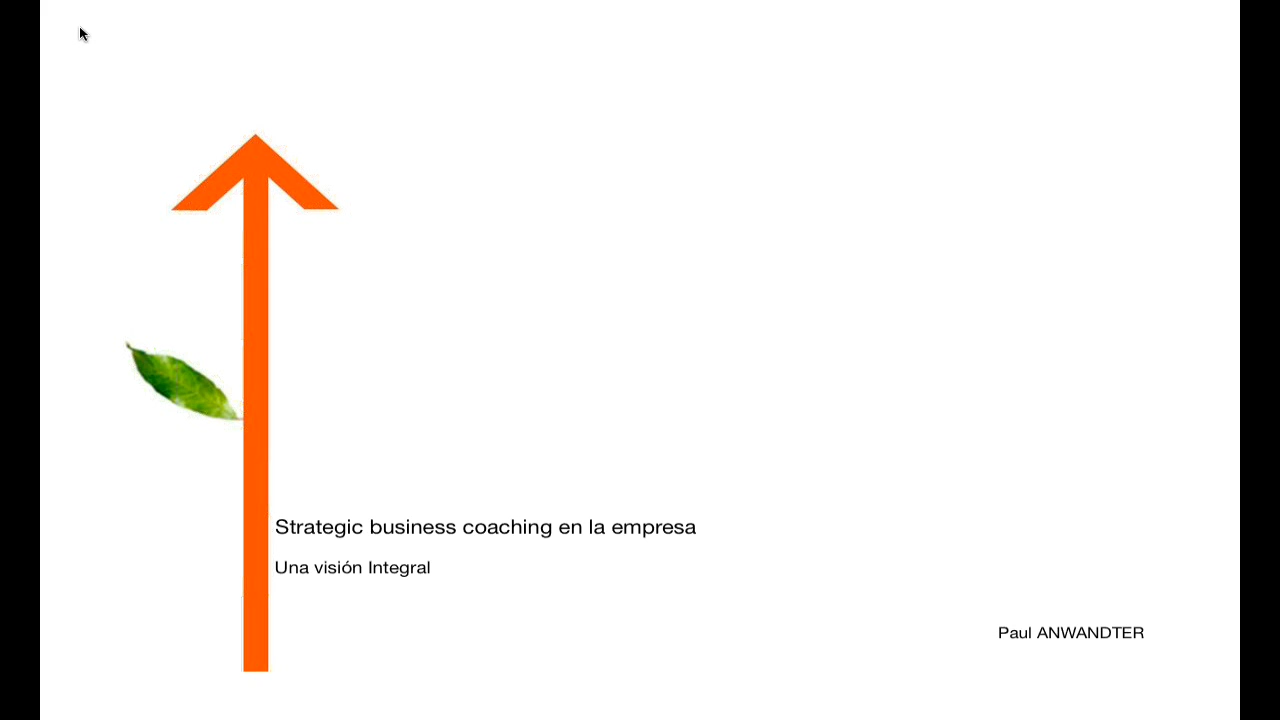 Strategic business coaching en la empresa
Una visión Integral
Paul ANWANDTER